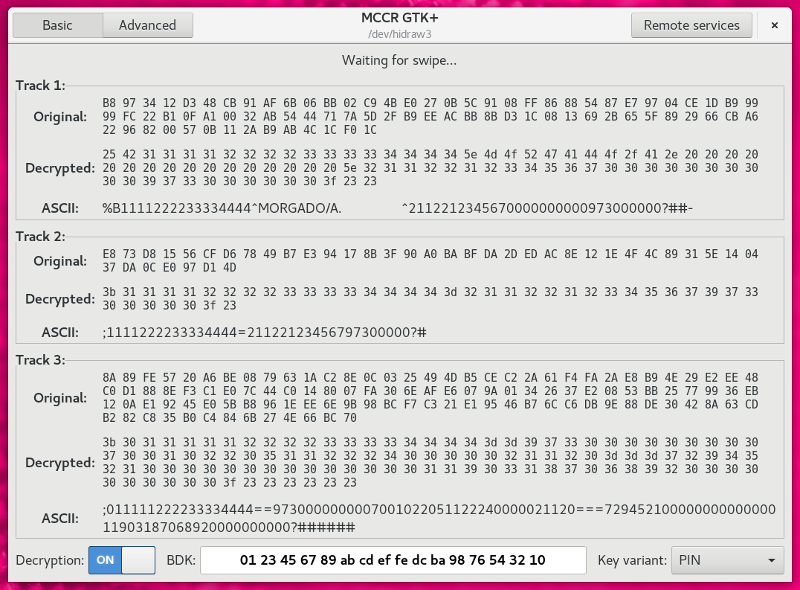 Basic
Advanced
MCCR GTK+
/dev/hidraw3
Remote services
×
Waiting for swipe...
Track 1:
Original:
B8 97 34 12 D3 48 CB 91 AF 6B 06 BB 02 C9 4B E0 27 0B 5C 91 08 FF 86 88 54 87 E7 97 04 CE 1D B9 99
99 FC 22 B1 0F A1 00 32 AB 54 44 71 7A 5D 2F B9 EE AC BB 8B D3 1C 08 13 69 2B 65 5F 89 29 66 CB A6
22 96 82 00 57 0B 11 2A B9 AB 4C 1C F0 1C
Decrypted:
25 42 31 31 31 31 32 32 32 32 33 33 33 33 34 34 34 34 5e 4d 4f 52 47 41 44 4f 2f 41 2e 20 20 20 20
20 20 20 20 20 20 20 20 20 20 20 20 5e 32 31 31 32 32 31 32 33 34 35 36 37 30 30 30 30 30 30 30 30
30 30 39 37 33 30 30 30 30 30 30 3f 23 23
ASCII:
%B1111222233334444^MORGADO/A.               ^21122123456700000000000973000000?##-
Track 2:
Original:
E8 73 D8 15 56 CF D6 78 49 B7 E3 94 17 8B 3F 90 A0 BA BF DA 2D ED AC 8E 12 1E 4F 4C 89 31 5E 14 04
37 DA 0C E0 97 D1 4D
Decrypted:
3b 31 31 31 31 32 32 32 32 33 33 33 33 34 34 34 34 3d 32 31 31 32 32 31 32 33 34 35 36 37 39 37 33
30 30 30 30 30 3f 23
ASCII:
;1111222233334444=21122123456797300000?#
Track 3:
Original:
8A 89 FE 57 20 A6 BE 08 79 63 1A C2 8E 0C 03 25 49 4D B5 CE C2 2A 61 F4 FA 2A E8 B9 4E 29 E2 EE 48
C0 D1 88 8E F3 C1 E0 7C 44 C0 14 80 07 FA 30 6E AF E6 07 9A 01 34 26 37 E2 08 53 BB 25 77 99 36 EB
12 0A E1 92 45 E0 5B B8 96 1E EE 6E 9B 98 BC F7 C3 21 E1 95 46 B7 6C C6 DB 9E 88 DE 30 42 8A 63 CD
B2 82 C8 35 B0 C4 84 6B 27 4E 66 BC 70
Decrypted:
3b 30 31 31 31 31 31 32 32 32 32 33 33 33 33 34 34 34 34 3d 3d 39 37 33 30 30 30 30 30 30 30 30 30
37 30 30 31 30 32 32 30 35 31 31 32 32 32 34 30 30 30 30 30 32 31 31 32 30 3d 3d 3d 37 32 39 34 35
32 31 30 30 30 30 30 30 30 30 30 30 30 30 30 30 31 31 39 30 33 31 38 37 30 36 38 39 32 30 30 30 30
30 30 30 30 30 30 3f 23 23 23 23 23 23
ASCII:
;011111222233334444==9730000000007001022051122240000021120===72945210000000000000
0119031870689200000000000?######
Decryption:
ON
BDK:
01 23 45 67 89 ab cd ef fe dc ba 98 76 54 32 10
Key variant:
PIN